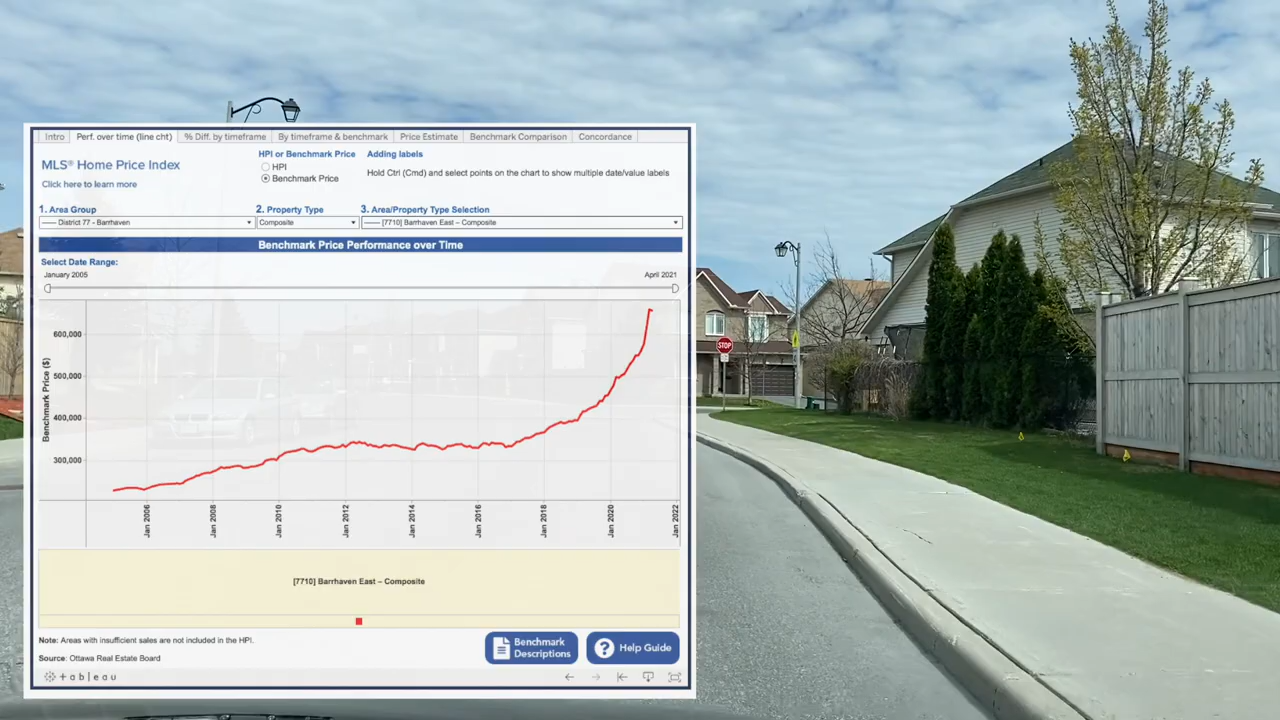 Intro Perf. over time (line cht) % Diff. by timeframe By timeframe & benchmark Price Estimate Benchmark Comparison Concordance
MLS® Home Price Index
Click here to learn more
HPI or Benchmark Price
HPI
Benchmark Price
Adding labels
Hold Ctrl (Cmd) and select points on the chart to show multiple date/value labels
1. Area Group
District 77 - Barrhaven
2. Property Type
Composite
3. Area/Property Type Selection
[7710] Barrhaven East – Composite
Benchmark Price Performance over Time
Select Date Range:
January 2005
April 2021
Benchmark Price ($)
600,000
500,000
400,000
300,000
Jan 2006
Jan 2008
Jan 2010
Jan 2012
Jan 2014
Jan 2016
Jan 2018
Jan 2020
Jan 2022
[7710] Barrhaven East – Composite
Note: Areas with insufficient sales are not included in the HPI.
Source: Ottawa Real Estate Board
Benchmark
Descriptions
Help Guide
+ a b l e a u
STOP